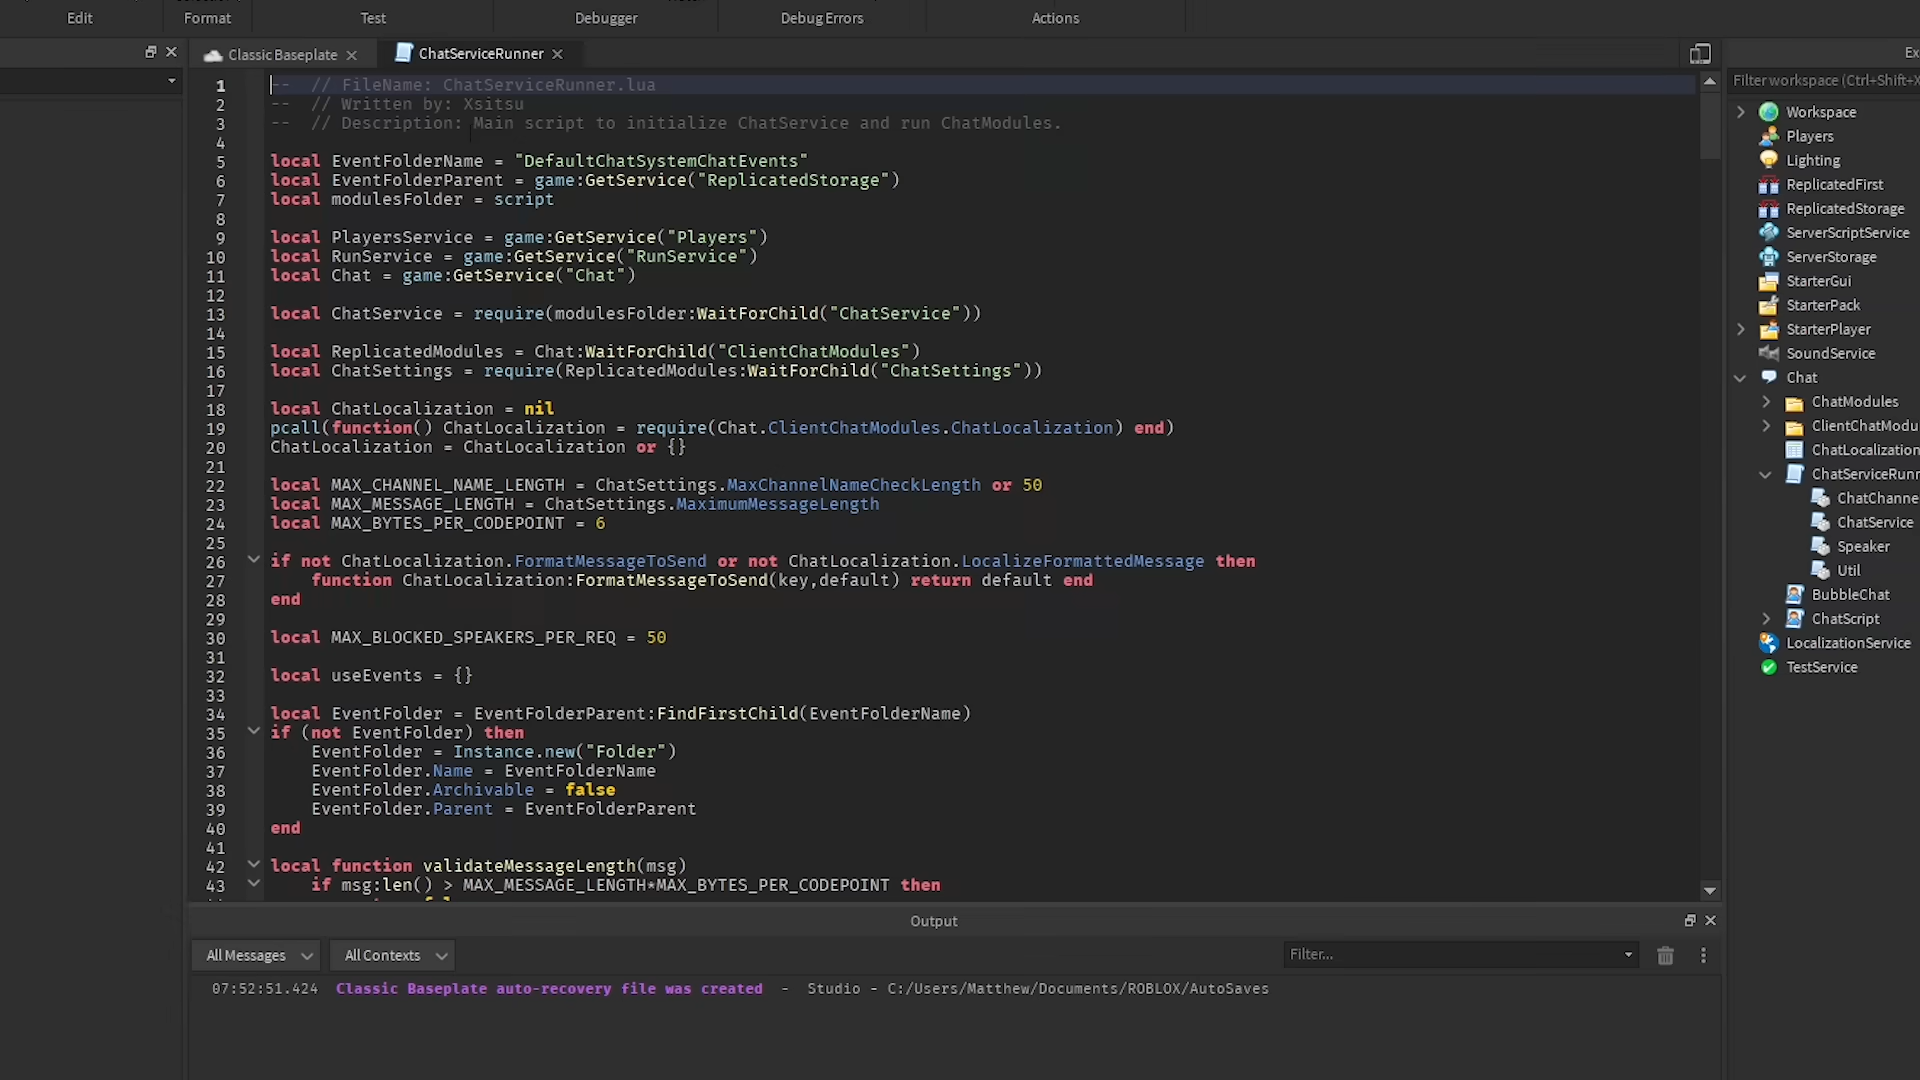 Edit
Format
Test
Debugger
Debug Errors
Actions
Classic Baseplate
ChatServiceRunner
1 -- // FileName: ChatServiceRunner.lua
2 -- // Written by: Xsitsu
3 -- // Description: Main script to initialize ChatService and run ChatModules.
4
5 local EventFolderName = "DefaultChatSystemChatEvents"
6 local EventFolderParent = game:GetService("ReplicatedStorage")
7 local modulesFolder = script
8
9 local PlayersService = game:GetService("Players")
10 local RunService = game:GetService("RunService")
11 local Chat = game:GetService("Chat")
12
13 local ChatService = require(modulesFolder:WaitForChild("ChatService"))
14
15 local ReplicatedModules = Chat:WaitForChild("ClientChatModules")
16 local ChatSettings = require(ReplicatedModules:WaitForChild("ChatSettings"))
17
18 local ChatLocalization = nil
19 pcall(function() ChatLocalization = require(Chat.ClientChatModules.ChatLocalization) end)
20 ChatLocalization = ChatLocalization or {}
21
22 local MAX_CHANNEL_NAME_LENGTH = ChatSettings.MaxChannelNameCheckLength or 50
23 local MAX_MESSAGE_LENGTH = ChatSettings.MaximumMessageLength
24 local MAX_BYTES_PER_CODEPOINT = 6
25
26 if not ChatLocalization.FormatMessageToSend or not ChatLocalization.LocalizeFormattedMessage then
27 function ChatLocalization:FormatMessageToSend(key,default) return default end
28 end
29
30 local MAX_BLOCKED_SPEAKERS_PER_REQ = 50
31
32 local useEvents = {}
33
34 local EventFolder = EventFolderParent:FindFirstChild(EventFolderName)
35 if (not EventFolder) then
36 EventFolder = Instance.new("Folder")
37 EventFolder.Name = EventFolderName
38 EventFolder.Archivable = false
39 EventFolder.Parent = EventFolderParent
40 end
41
42 local function validateMessageLength(msg)
43 if msg:len() > MAX_MESSAGE_LENGTH*MAX_BYTES_PER_CODEPOINT then
Output
All Messages
All Contexts
Filter...
07:52:51.424 Classic Baseplate auto-recovery file was created - Studio - C:/Users/Matthew/Documents/ROBLOX/AutoSaves
Ex
Filter workspace (Ctrl+Shift+X
Workspace
Players
Lighting
ReplicatedFirst
ReplicatedStorage
ServerScriptService
ServerStorage
StarterGui
StarterPack
StarterPlayer
SoundService
Chat
ChatModules
ClientChatModu
ChatLocalization
ChatServiceRunn
ChatChanne
ChatService
Speaker
Util
BubbleChat
ChatScript
LocalizationService
TestService